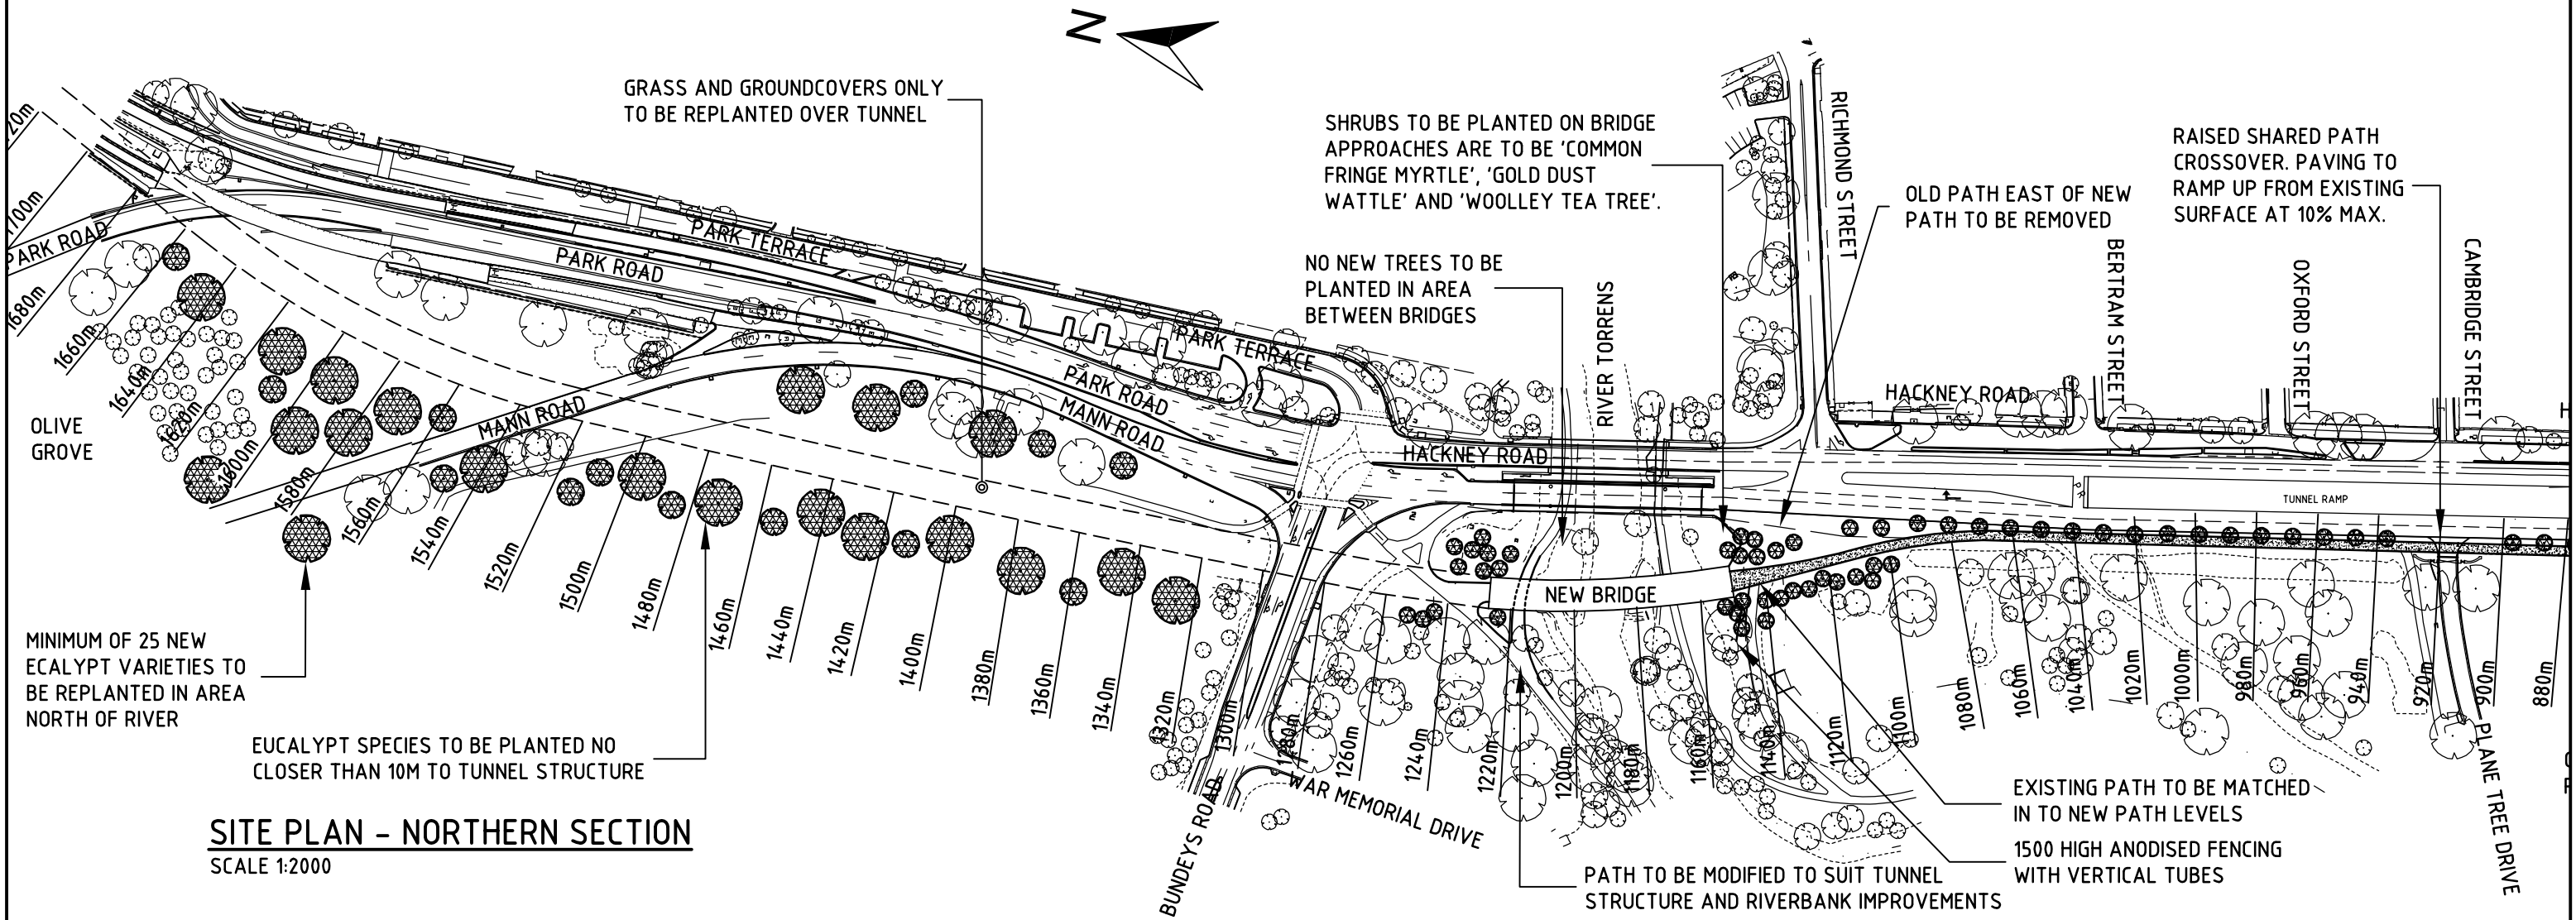 N
GRASS AND GROUNDCOVERS ONLY
TO BE REPLANTED OVER TUNNEL
SHRUBS TO BE PLANTED ON BRIDGE
APPROACHES ARE TO BE 'COMMON
FRINGE MYRTLE', 'GOLD DUST
WATTLE' AND 'WOOLLEY TEA TREE'.
NO NEW TREES TO BE
PLANTED IN AREA
BETWEEN BRIDGES
RIVER TORRENS
RICHMOND STREET
OLD PATH EAST OF NEW
PATH TO BE REMOVED
RAISED SHARED PATH
CROSSOVER. PAVING TO
RAMP UP FROM EXISTING
SURFACE AT 10% MAX.
BERTRAM STREET
OXFORD STREET
CAMBRIDGE STREET
HACKNEY ROAD
PARK ROAD
PARK TERRACE
PARK ROAD
PARK TERRACE
PARK ROAD
MANN ROAD
MANN ROAD
HACKNEY ROAD
TUNNEL RAMP
NEW BRIDGE
OLIVE
GROVE
1700m
1680m
1660m
1640m
1620m
1600m
1580m
1560m
1540m
1520m
1500m
1480m
1460m
1440m
1420m
1400m
1380m
1360m
1340m
1320m
1300m
1280m
1260m
1240m
1220m
1200m
1180m
1160m
1140m
1120m
1100m
1080m
1060m
1040m
1020m
1000m
980m
960m
940m
920m
900m
880m
MINIMUM OF 25 NEW
ECALYPT VARIETIES TO
BE REPLANTED IN AREA
NORTH OF RIVER
EUCALYPT SPECIES TO BE PLANTED NO
CLOSER THAN 10M TO TUNNEL STRUCTURE
BUNDEYS ROAD
WAR MEMORIAL DRIVE
PLANE TREE DRIVE
EXISTING PATH TO BE MATCHED
IN TO NEW PATH LEVELS
1500 HIGH ANODISED FENCING
WITH VERTICAL TUBES
PATH TO BE MODIFIED TO SUIT TUNNEL
STRUCTURE AND RIVERBANK IMPROVEMENTS
SITE PLAN - NORTHERN SECTION
SCALE 1:2000